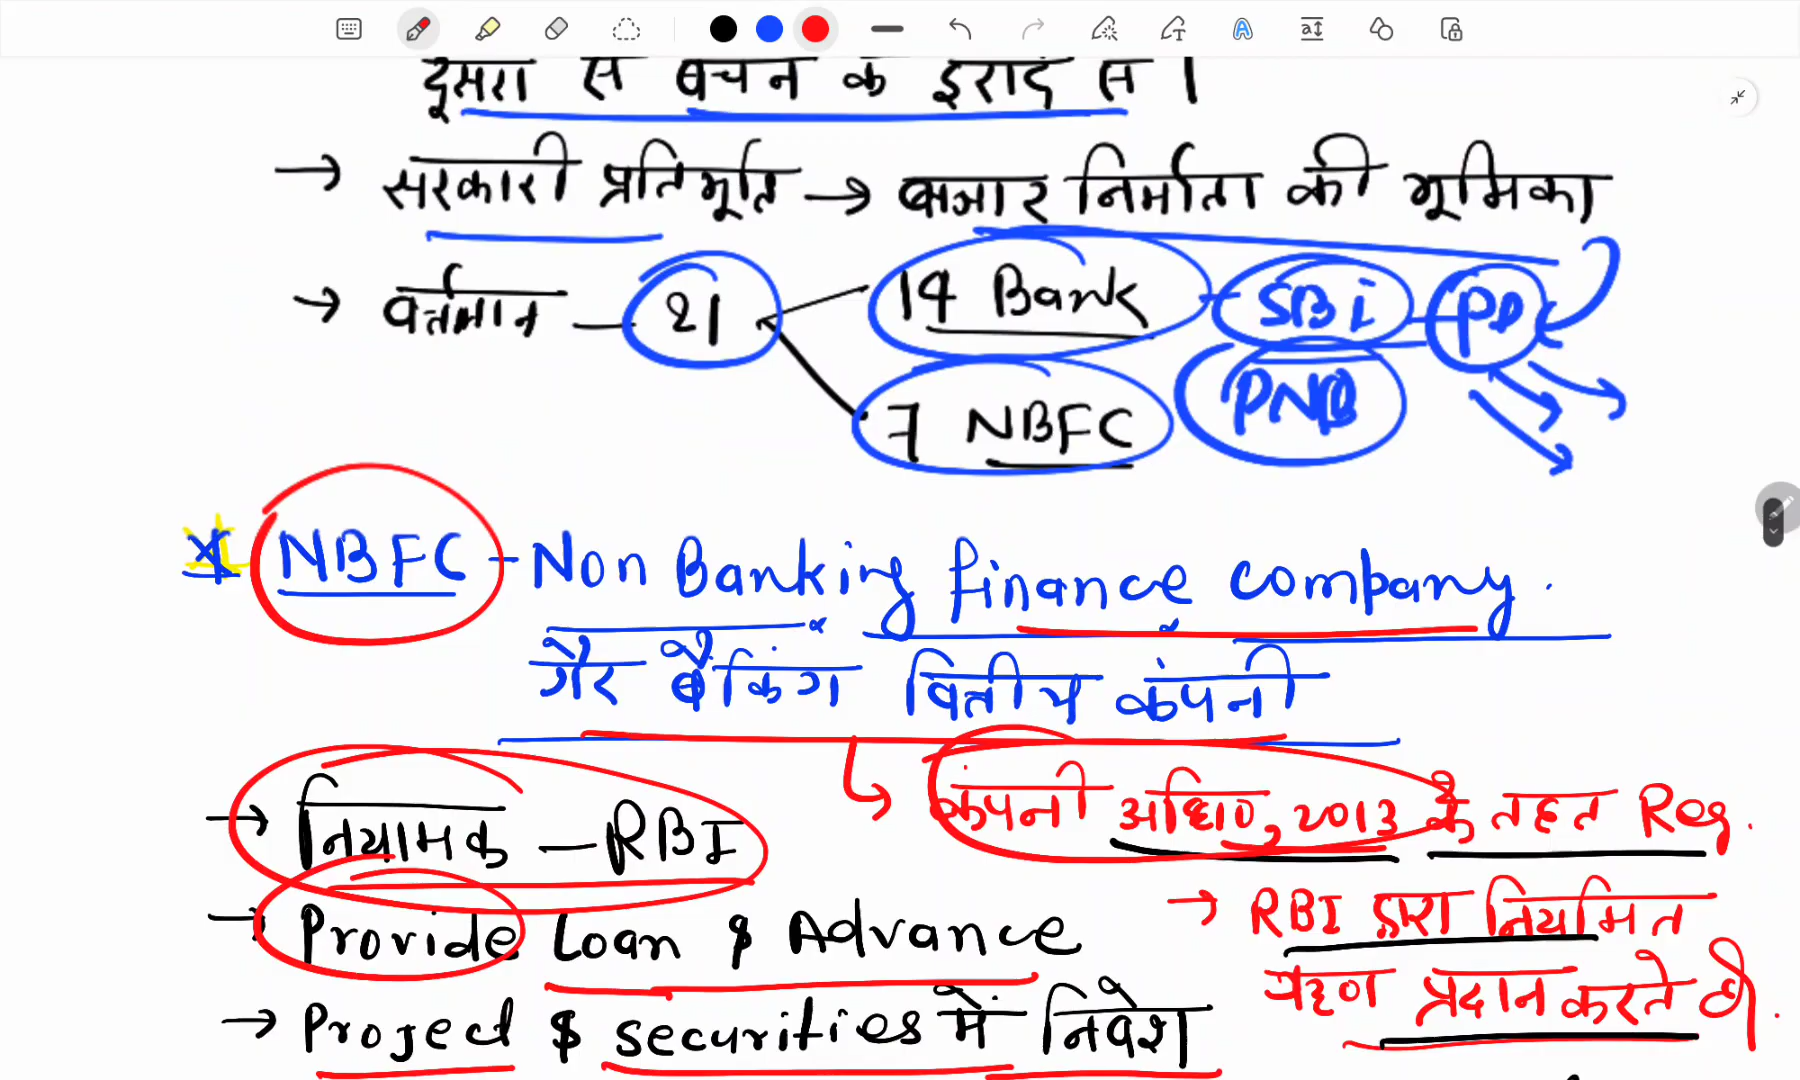 दूसरा से बचने के इरादे से ।
→ सरकारी प्रतिभूति → बाजार निर्माता की भूमिका
→ वर्तमान — 21
14 Bank - SBI - PD
7 NBFC PNB
* NBFC - Non Banking finance company.
गैर बैंकिंग वित्तीय कंपनी
↳ कंपनी अधि०, 2013 के तहत Reg.
→ नियामक — RBI
→ RBI द्वारा नियमित
→ Provide Loan & Advance
ऋण प्रदान करते है।
→ Project & securities में निवेश